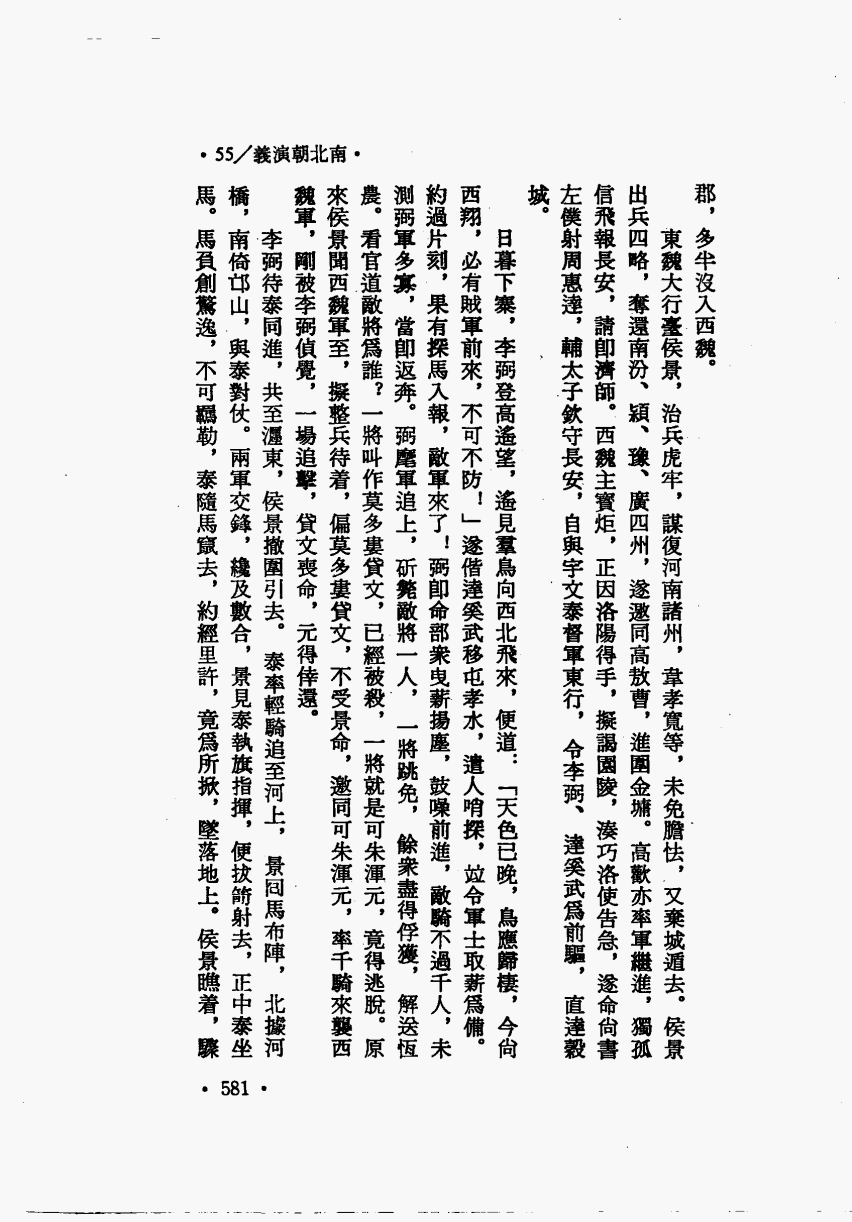 •55/義演朝北南•
郡，多半沒入西魏。
東魏大行臺侯景，治兵虎牢，謀復河南諸州，韋孝寬等，未免膽怯，又棄城遁去。侯景
出兵四略，奪還南汾、潁、豫、廣四州，遂邀同高敖曹，進圍金墉。高歡亦率軍繼進，獨孤
信飛報長安，請卽濟師。西魏主寳炬，正因洛陽得手，擬謁園陵，湊巧洛使告急，遂命尙書
左僕射周惠達，輔太子欽守長安，自與宇文泰督軍東行，令李弼、達奚武爲前驅，直達穀
城。
日暮下寨，李弼登高遙望，遙見羣鳥向西北飛來，便道：「天色已晚，鳥應歸棲，今尙
西翔，必有賊軍前來，不可不防！」遂偕達奚武移屯孝水，遣人哨探，竝令軍士取薪爲備。
約過片刻，果有探馬入報，敵軍來了！弼卽命部衆曳薪揚塵，鼓噪前進，敵騎不過千人，未
測弼軍多寡，當卽返奔。弼麾軍追上，斫斃敵將一人，一將跳免，餘衆盡得俘獲，解送恆
農。看官道敵將爲誰？一將叫作莫多婁貸文，已經被殺，一將就是可朱渾元，竟得逃脫。原
來侯景聞西魏軍至，擬整兵待着，偏莫多婁貸文，不受景命，邀同可朱渾元，率千騎來襲西
魏軍，剛被李弼偵覺，一場追擊，貸文喪命，元得倖還。
李弼待泰同進，共至瀍東，侯景撤圍引去。泰率輕騎追至河上，景囘馬布陣，北據河
橋，南倚邙山，與泰對仗。兩軍交鋒，纔及數合，景見泰執旗指揮，便拔箭射去，正中泰坐
馬。馬負創驚逸，不可羈勒，泰隨馬竄去，約經里許，竟爲所掀，墜落地上。侯景瞧着，驟
•581•